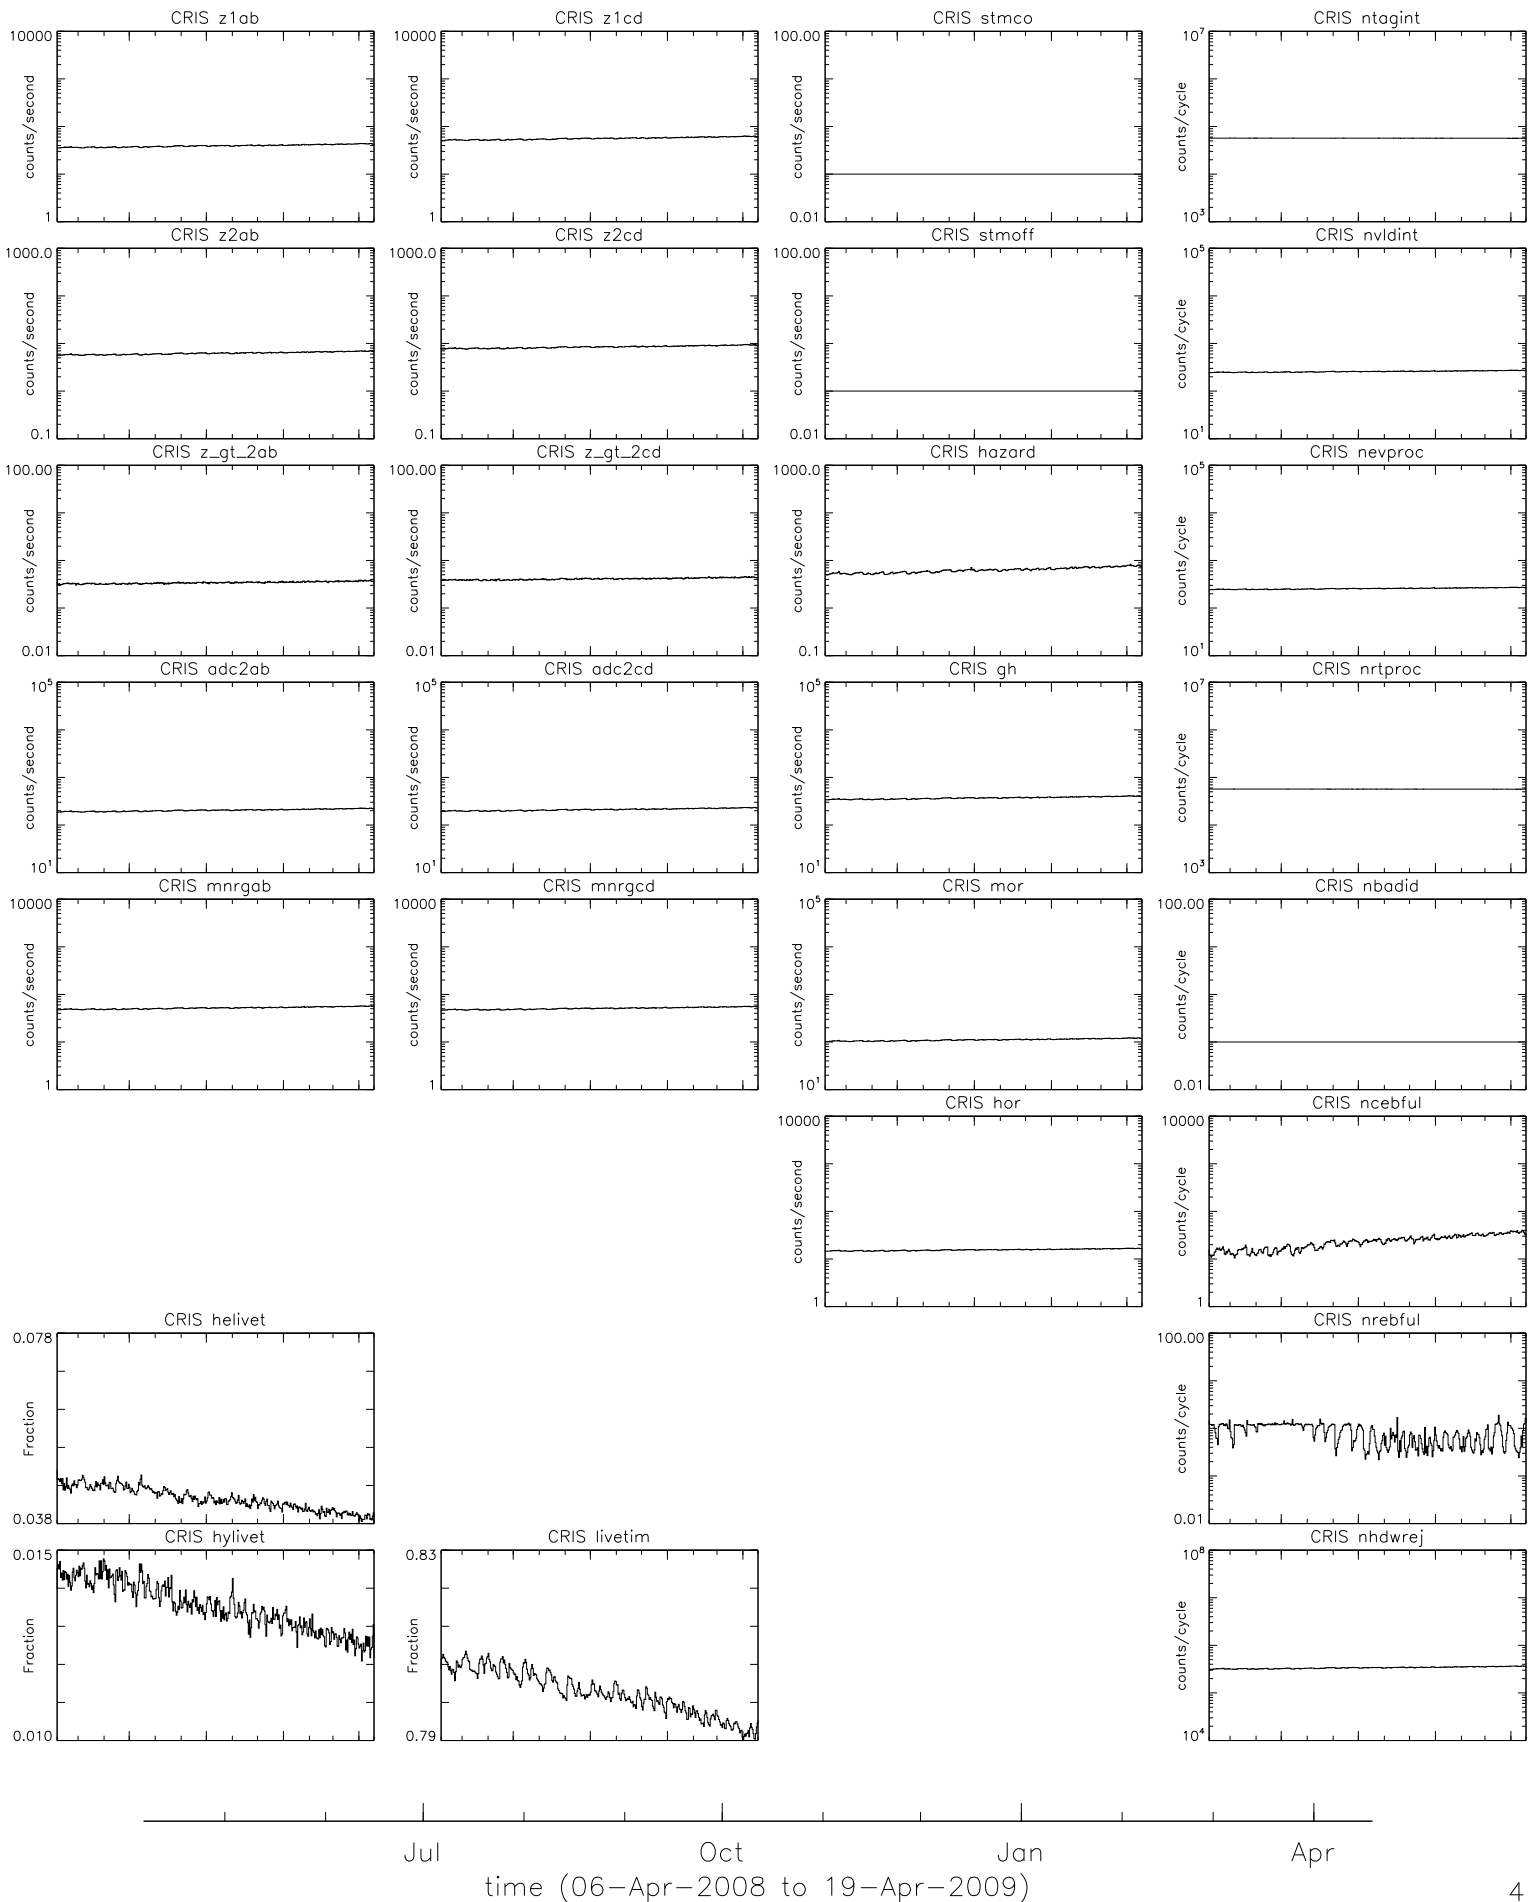 CRIS z1ab
10000
counts/second
1
CRIS z1cd
10000
counts/second
1
CRIS stmco
100.00
counts/second
0.01
CRIS ntagint
10⁷
counts/cycle
10³
CRIS z2ab
1000.0
counts/second
0.1
CRIS z2cd
1000.0
counts/second
0.1
CRIS stmoff
100.00
counts/second
0.01
CRIS nvldint
10⁵
counts/cycle
10¹
CRIS z_gt_2ab
100.00
counts/second
0.01
CRIS z_gt_2cd
100.00
counts/second
0.01
CRIS hazard
1000.0
counts/second
0.1
CRIS nevproc
10⁵
counts/cycle
10¹
CRIS adc2ab
10⁵
counts/second
10¹
CRIS adc2cd
10⁵
counts/second
10¹
CRIS gh
10⁵
counts/second
10¹
CRIS nrtproc
10⁷
counts/cycle
10³
CRIS mnrgab
10000
counts/second
1
CRIS mnrgcd
10000
counts/second
1
CRIS mor
10⁵
counts/second
10¹
CRIS nbadid
100.00
counts/cycle
0.01
CRIS hor
10000
counts/second
1
CRIS ncebful
10000
counts/cycle
1
CRIS helivet
0.078
Fraction
0.038
CRIS nrebful
100.00
counts/cycle
0.01
CRIS hylivet
0.015
Fraction
0.010
CRIS livetim
0.83
Fraction
0.79
CRIS nhdwrej
10⁸
counts/cycle
10⁴
Jul Oct Jan Apr
time (06-Apr-2008 to 19-Apr-2009)
4